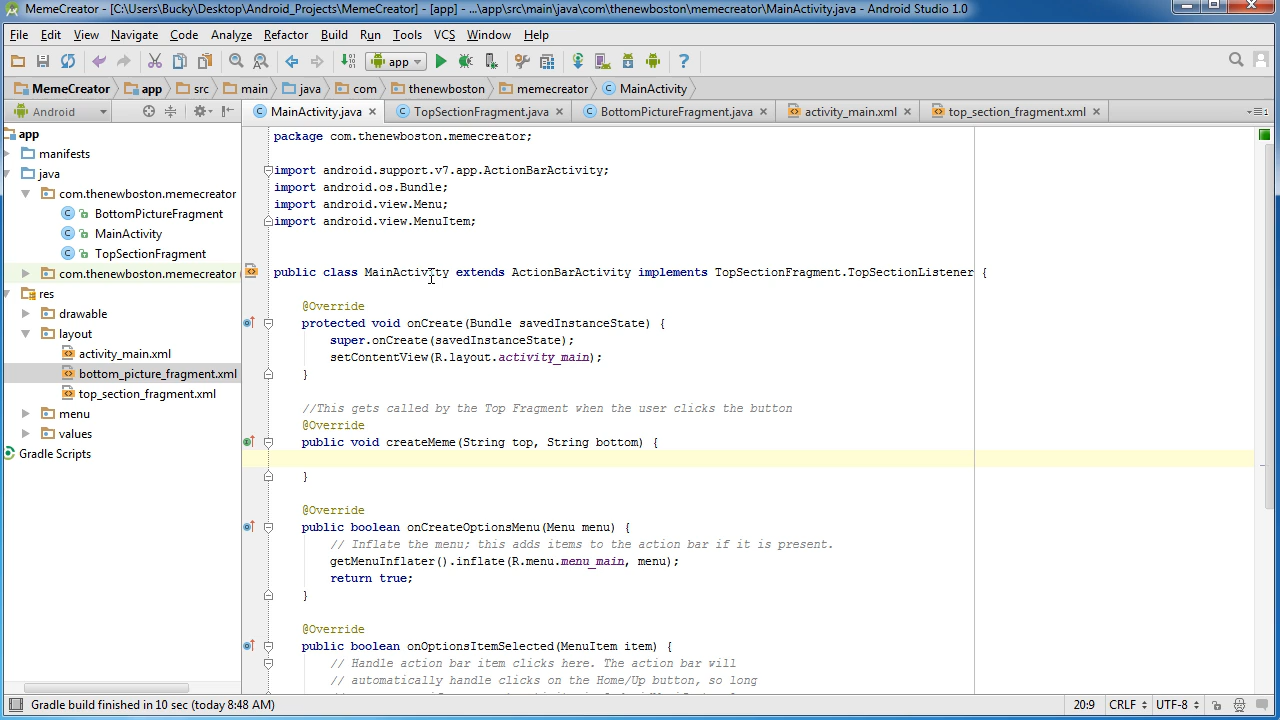 MemeCreator - [C:\Users\Bucky\Desktop\Android_Projects\MemeCreator] - [app] - ...\app\src\main\java\com\thenewboston\memecreator\MainActivity.java - Android Studio 1.0
File Edit View Navigate Code Analyze Refactor Build Run Tools VCS Window Help
app
MemeCreator app src main java com thenewboston memecreator MainActivity
Android
MainActivity.java TopSectionFragment.java BottomPictureFragment.java activity_main.xml top_section_fragment.xml
app
manifests
java
com.thenewboston.memecreator
BottomPictureFragment
MainActivity
TopSectionFragment
com.thenewboston.memecreator
res
drawable
layout
activity_main.xml
bottom_picture_fragment.xml
top_section_fragment.xml
menu
values
Gradle Scripts
package com.thenewboston.memecreator;
import android.support.v7.app.ActionBarActivity;
import android.os.Bundle;
import android.view.Menu;
import android.view.MenuItem;
public class MainActivity extends ActionBarActivity implements TopSectionFragment.TopSectionListener {
@Override
protected void onCreate(Bundle savedInstanceState) {
super.onCreate(savedInstanceState);
setContentView(R.layout.activity_main);
}
//This gets called by the Top Fragment when the user clicks the button
@Override
public void createMeme(String top, String bottom) {
}
@Override
public boolean onCreateOptionsMenu(Menu menu) {
// Inflate the menu; this adds items to the action bar if it is present.
getMenuInflater().inflate(R.menu.menu_main, menu);
return true;
}
@Override
public boolean onOptionsItemSelected(MenuItem item) {
// Handle action bar item clicks here. The action bar will
// automatically handle clicks on the Home/Up button, so long
Gradle build finished in 10 sec (today 8:48 AM) 20:9 CRLF UTF-8